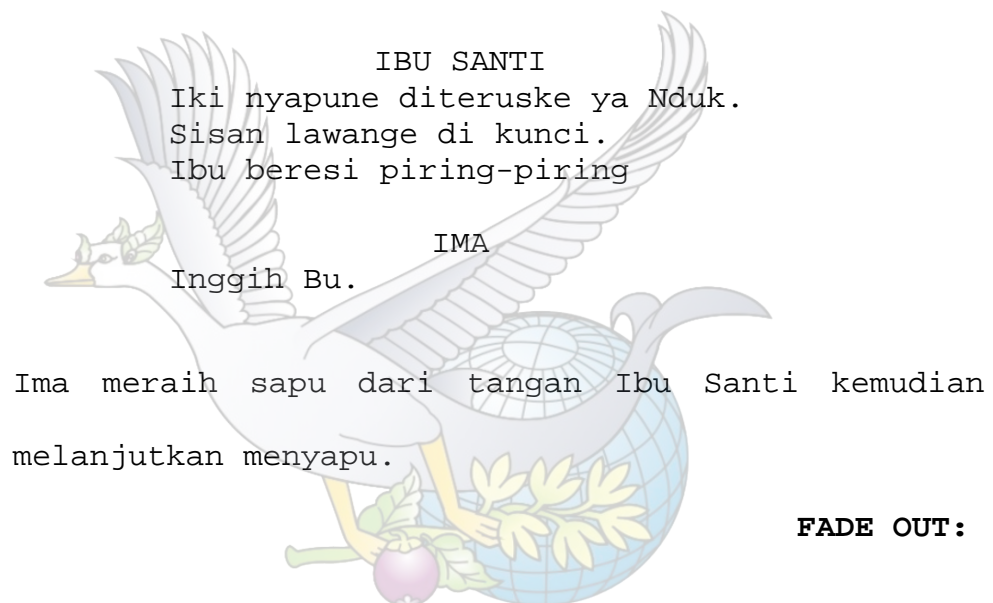 IBU SANTI
Iki nyapune diteruske ya Nduk.
Sisan lawange di kunci.
Ibu beresi piring-piring
IMA
Inggih Bu.
Ima meraih sapu dari tangan Ibu Santi kemudian
melanjutkan menyapu.
FADE OUT: